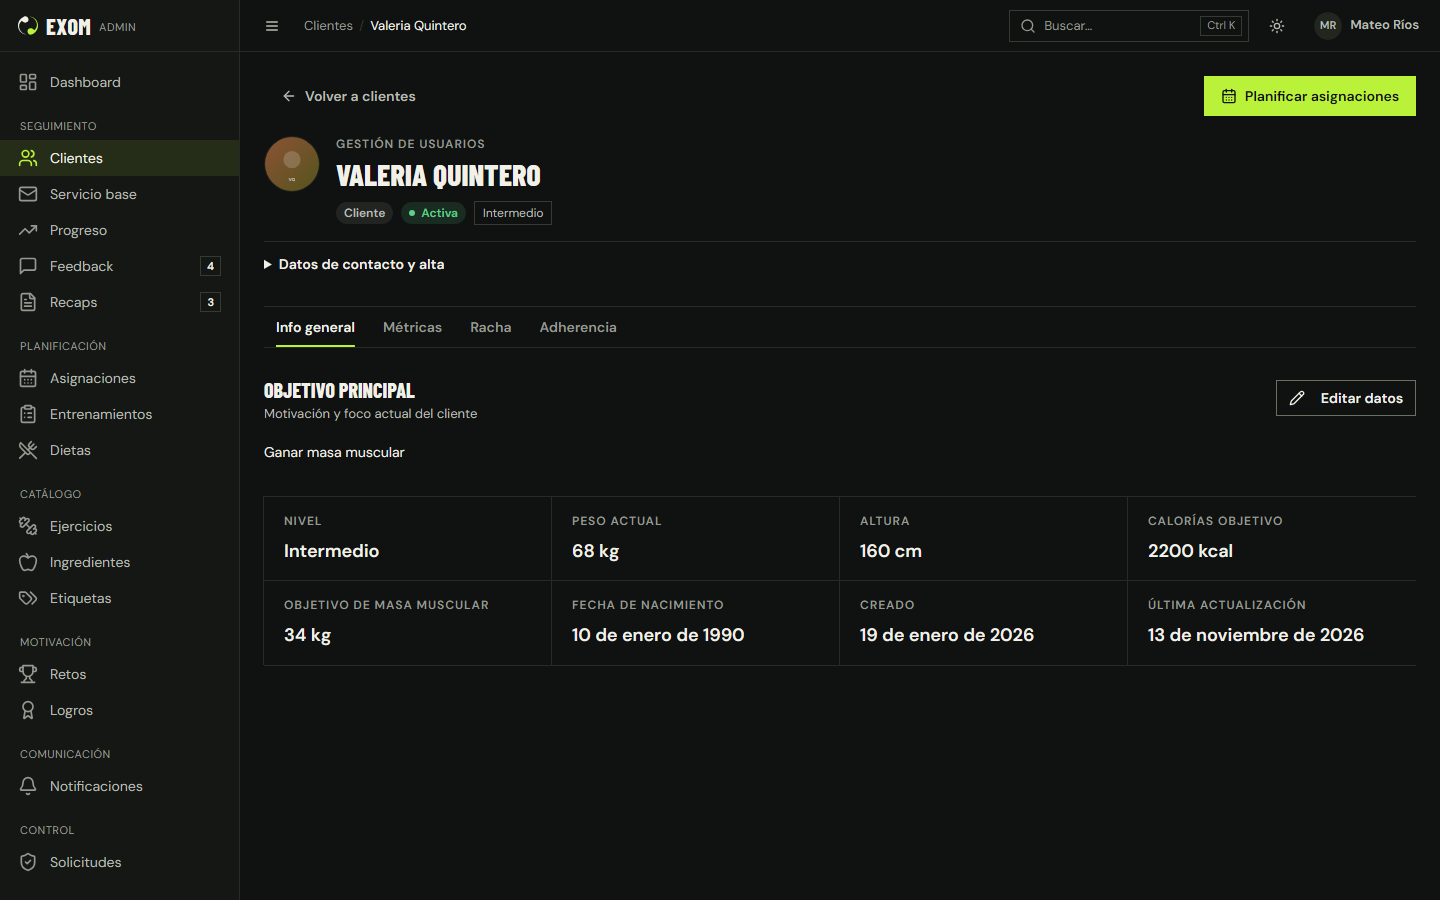 EXOM ADMIN
Clientes / Valeria Quintero
Buscar...
Ctrl K
MR
Mateo Ríos
Dashboard
SEGUIMIENTO
Clientes
Servicio base
Progreso
Feedback 4
Recaps 3
PLANIFICACIÓN
Asignaciones
Entrenamientos
Dietas
CATÁLOGO
Ejercicios
Ingredientes
Etiquetas
MOTIVACIÓN
Retos
Logros
COMUNICACIÓN
Notificaciones
CONTROL
Solicitudes
Volver a clientes
Planificar asignaciones
GESTIÓN DE USUARIOS
VALERIA QUINTERO
Cliente Activa Intermedio
Datos de contacto y alta
Info general Métricas Racha Adherencia
OBJETIVO PRINCIPAL
Motivación y foco actual del cliente
Editar datos
Ganar masa muscular
NIVEL
Intermedio
PESO ACTUAL
68 kg
ALTURA
160 cm
CALORÍAS OBJETIVO
2200 kcal
OBJETIVO DE MASA MUSCULAR
34 kg
FECHA DE NACIMIENTO
10 de enero de 1990
CREADO
19 de enero de 2026
ÚLTIMA ACTUALIZACIÓN
13 de noviembre de 2026